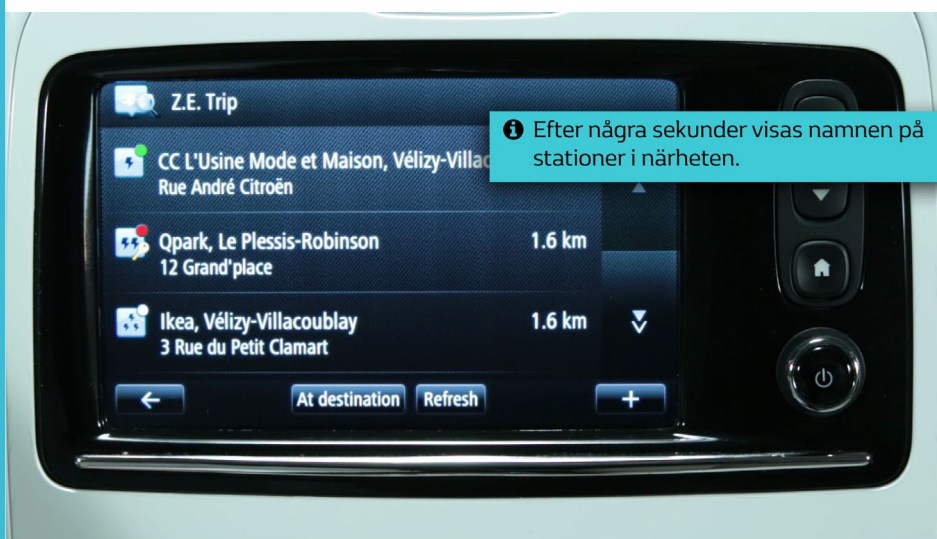 Z.E. Trip
Efter några sekunder visas namnen på
stationer i närheten.
CC L'Usine Mode et Maison, Vélizy-Villac
Rue André Citroën
Qpark, Le Plessis-Robinson 1.6 km
12 Grand'place
Ikea, Vélizy-Villacoublay 1.6 km
3 Rue du Petit Clamart
At destination Refresh +